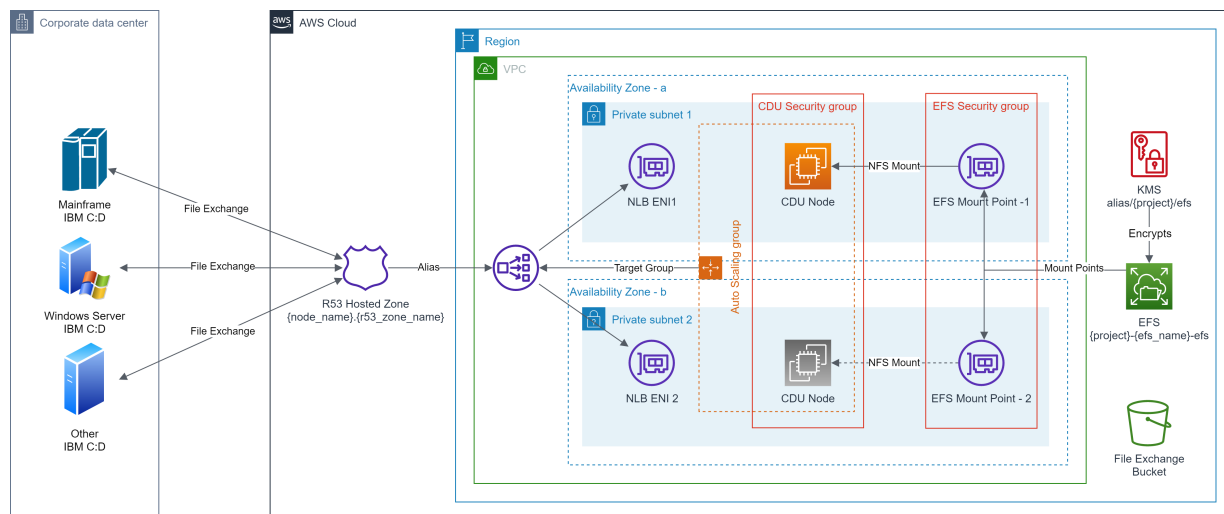 Corporate data center
aws
AWS Cloud
Region
VPC
Availability Zone - a
CDU Security group
EFS Security group
Private subnet 1
Mainframe
IBM C:D
File Exchange
NLB ENI1
CDU Node
NFS Mount
EFS Mount Point -1
KMS
alias/{project}/efs
Encrypts
Auto Scaling group
Windows Server
IBM C:D
File Exchange
R53 Hosted Zone
{node_name}.{r53_zone_name}
Alias
Target Group
Mount Points
EFS
{project}-{efs_name}-efs
Availability Zone - b
Private subnet 2
?
File Exchange
Other
IBM C:D
NLB ENI 2
CDU Node
NFS Mount
EFS Mount Point - 2
File Exchange
Bucket